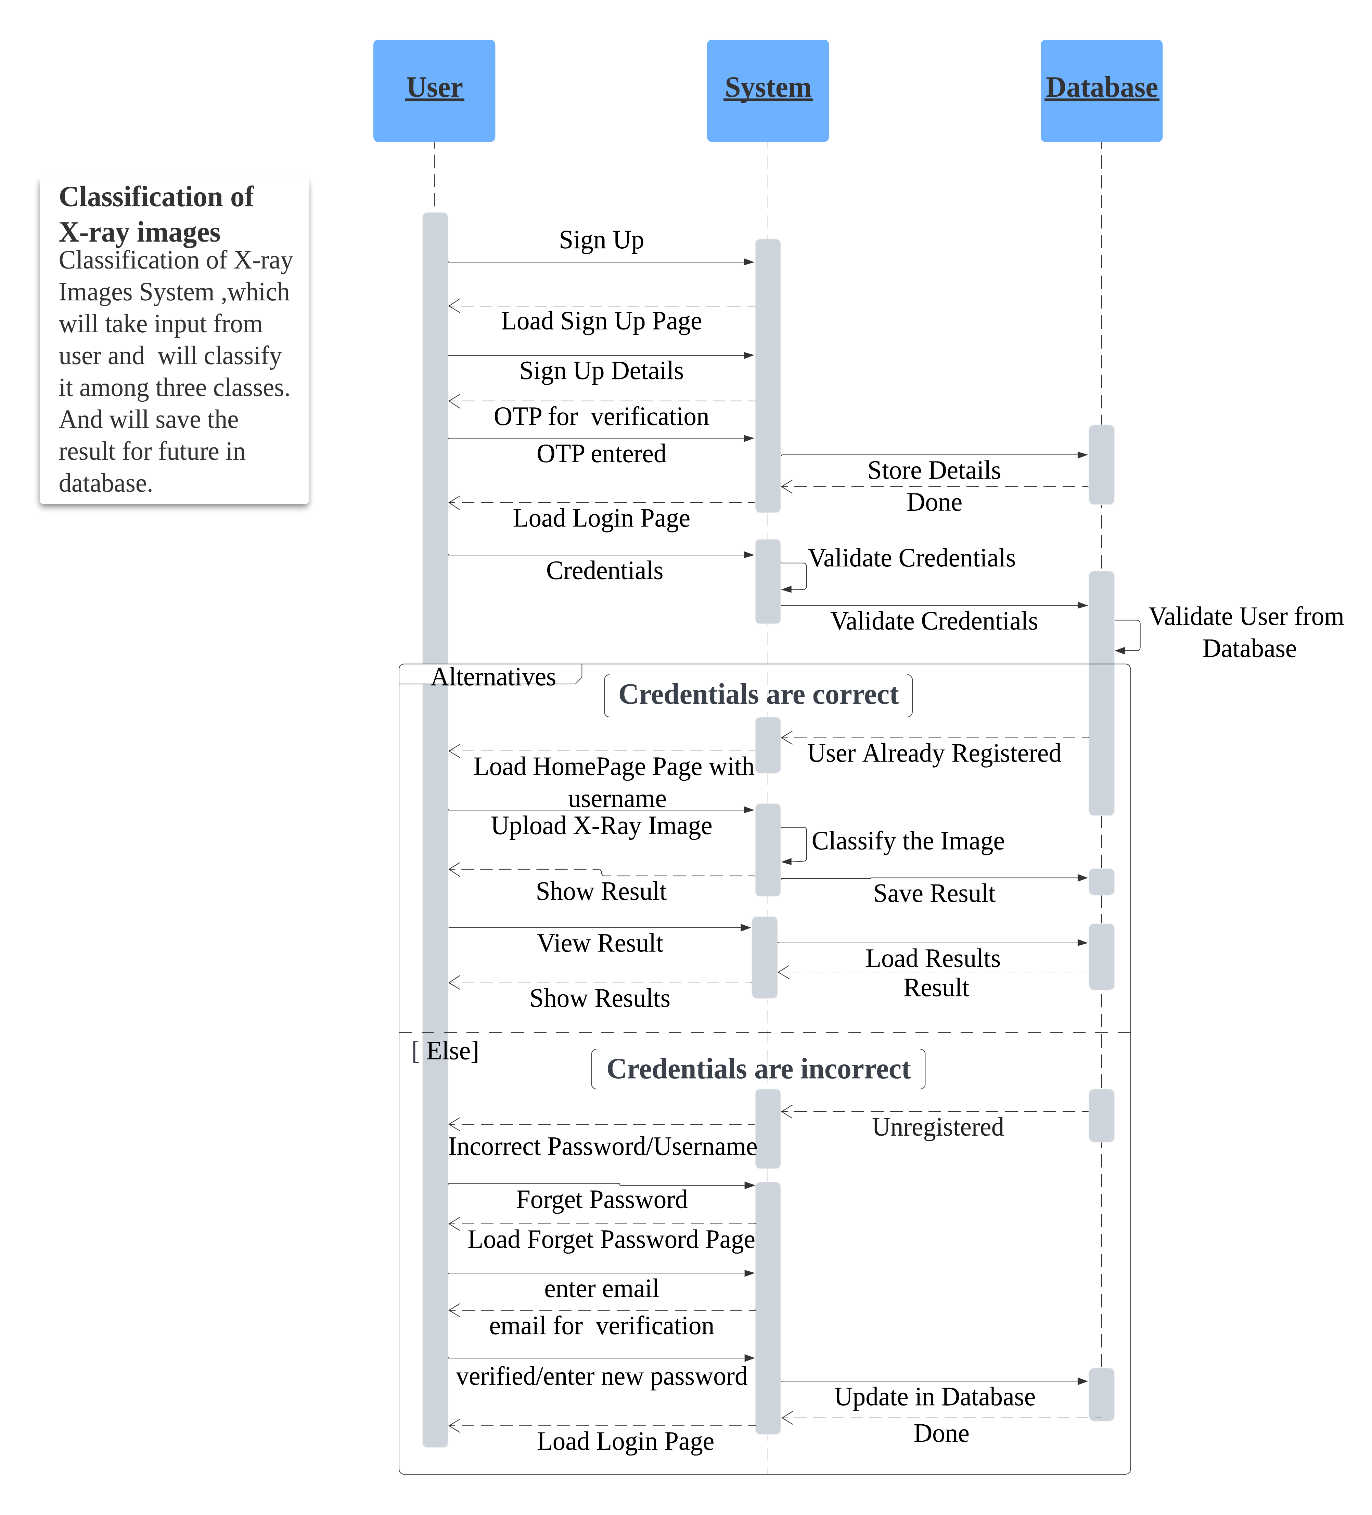 User
System
Database
Classification of
X-ray images
Classification of X-ray
Images System ,which
will take input from
user and  will classify
it among three classes.
And will save the
result for future in
database.
Sign Up
Load Sign Up Page
Sign Up Details
OTP for  verification
OTP entered
Store Details
Done
Load Login Page
Credentials
Validate Credentials
Validate Credentials
Validate User from
Database
Alternatives
Credentials are correct
User Already Registered
Load HomePage Page with
username
Upload X-Ray Image
Classify the Image
Show Result
Save Result
View Result
Load Results
Result
Show Results
[ Else]
Credentials are incorrect
Unregistered
Incorrect Password/Username
Forget Password
Load Forget Password Page
enter email
email for  verification
verified/enter new password
Update in Database
Done
Load Login Page